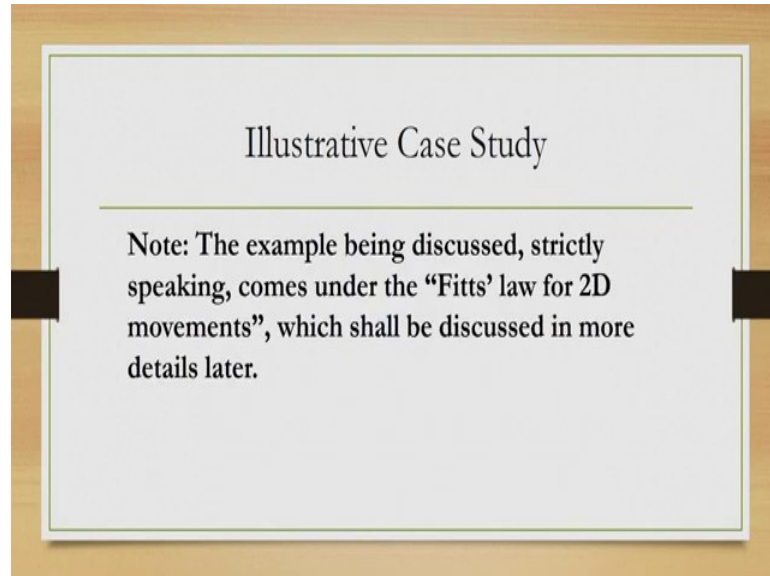 Illustrative Case Study
Note: The example being discussed, strictly
speaking, comes under the “Fitts’ law for 2D
movements”, which shall be discussed in more
details later.